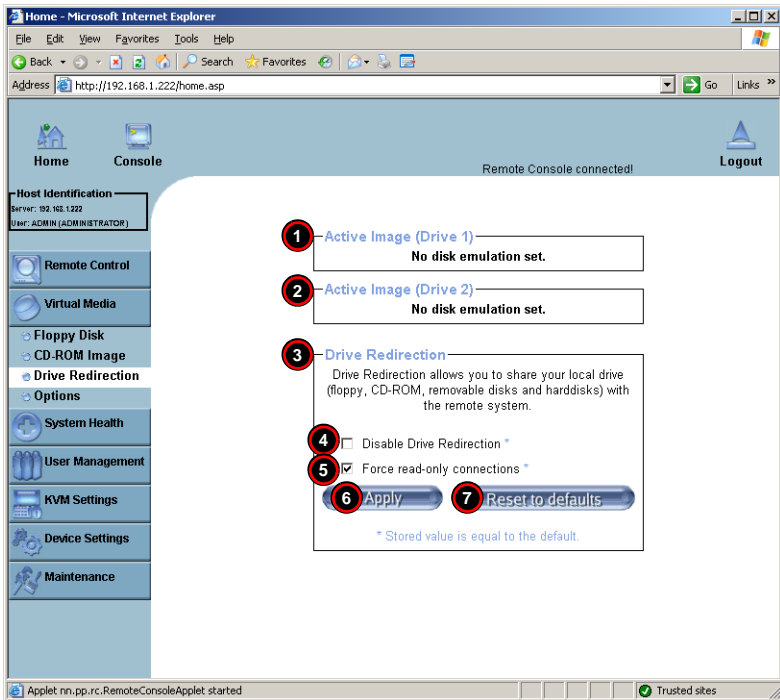 Home - Microsoft Internet Explorer
File Edit View Favorites Tools Help
Back Search Favorites
Address http://192.168.1.222/home.asp Go Links »
Home Console Remote Console connected! Logout
Host Identification
Server: 192.168.1.222
User: ADMIN (ADMINISTRATOR)
Remote Control
Virtual Media
Floppy Disk
CD-ROM Image
Drive Redirection
Options
System Health
User Management
KVM Settings
Device Settings
Maintenance
1 Active Image (Drive 1)
No disk emulation set.
2 Active Image (Drive 2)
No disk emulation set.
3 Drive Redirection
Drive Redirection allows you to share your local drive
(floppy, CD-ROM, removable disks and harddisks) with
the remote system.
4 Disable Drive Redirection *
5 Force read-only connections *
6 Apply 7 Reset to defaults
* Stored value is equal to the default.
Applet nn.pp.rc.RemoteConsoleApplet started Trusted sites